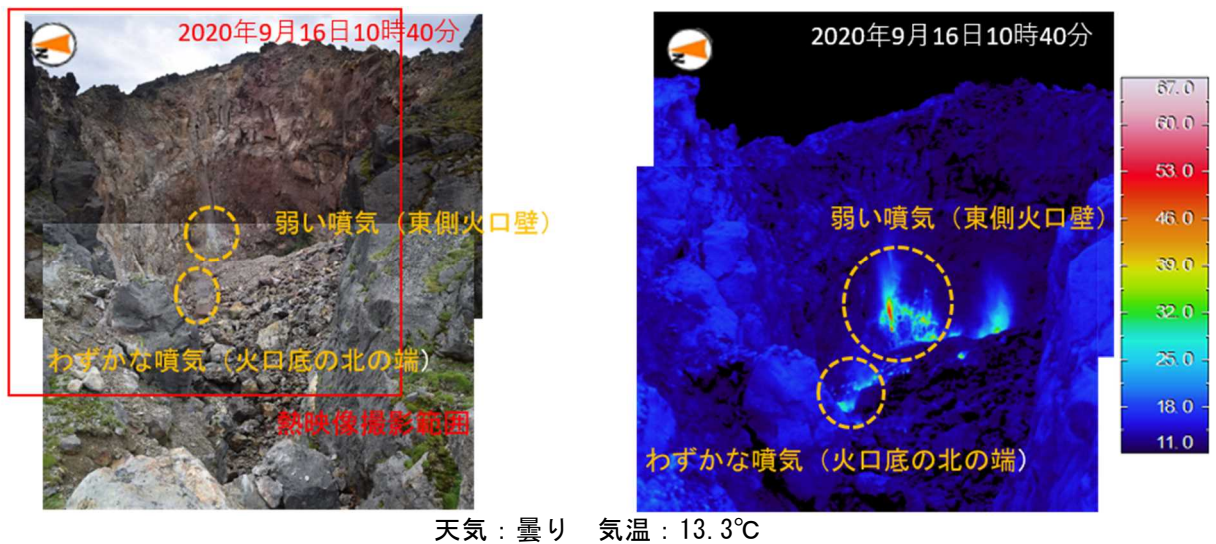 2020年9月16日10時40分
N
弱い噴気（東側火口壁）
わずかな噴気（火口底の北の端）
熱映像撮影範囲
2020年9月16日10時40分
N
弱い噴気（東側火口壁）
わずかな噴気（火口底の北の端）
67.0
60.0
53.0
46.0
39.0
32.0
25.0
18.0
11.0
天気：曇り　気温：13.3℃